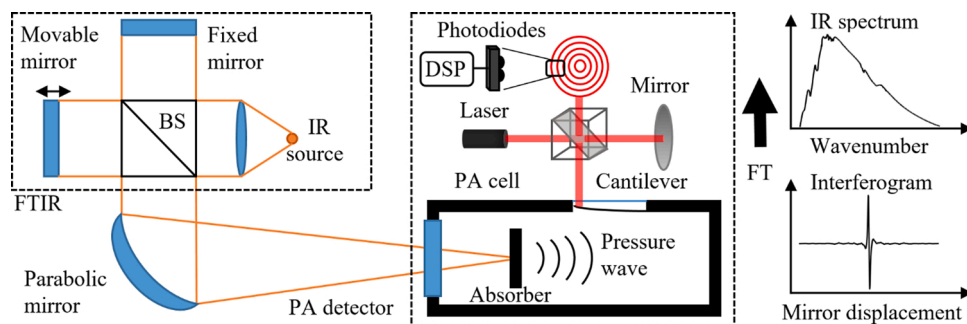 Movable
mirror
Fixed
mirror
BS
IR
source
FTIR
Parabolic
mirror
PA detector
Photodiodes
DSP
Laser
Mirror
PA cell
Cantilever
Pressure
wave
Absorber
IR spectrum
Wavenumber
FT
Interferogram
Mirror displacement